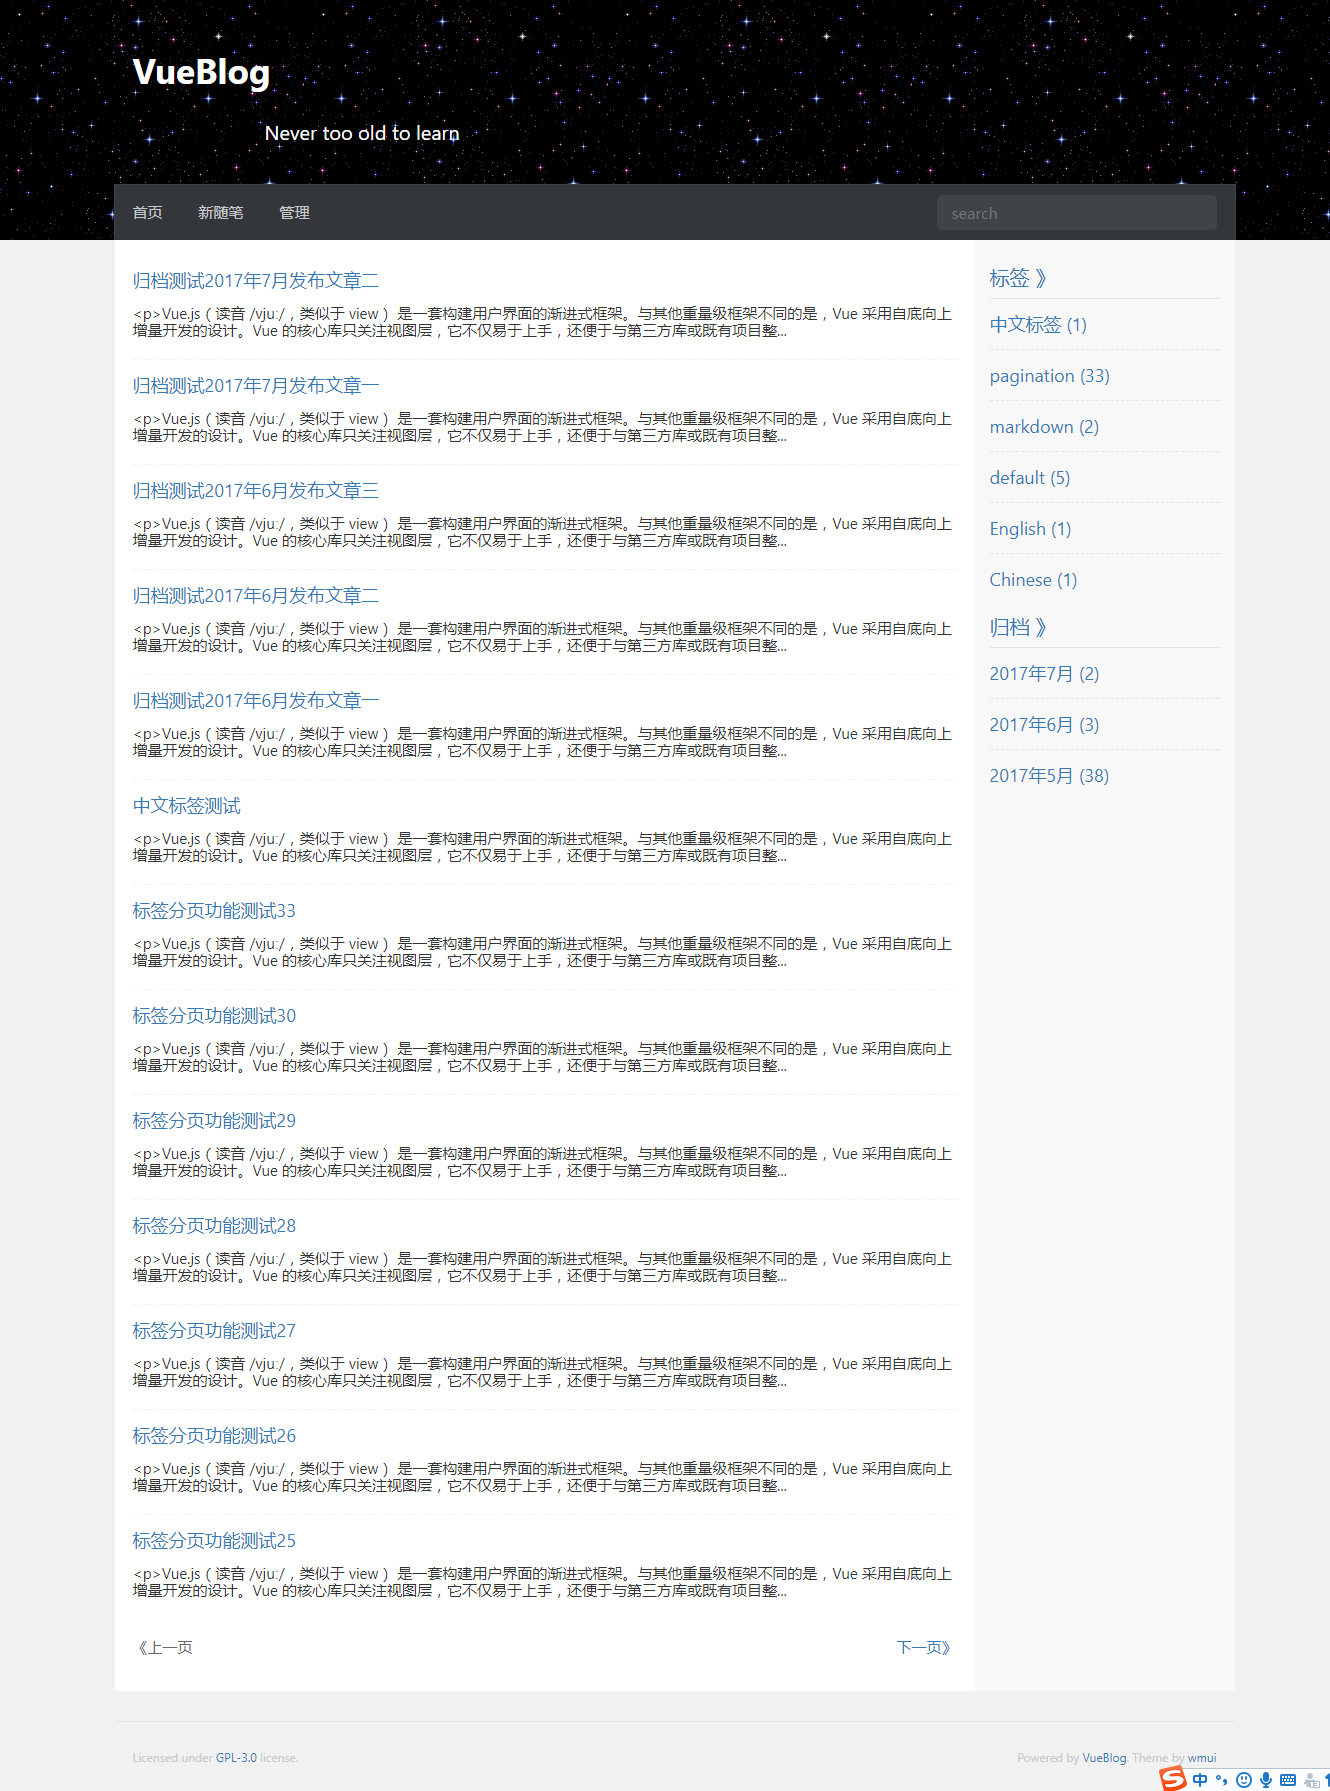 VueBlog
Never too old to learn
首页 新随笔 管理 search
归档测试2017年7月发布文章二
<p>Vue.js（读音 /vjuː/，类似于 view）是一套构建用户界面的渐进式框架。与其他重量级框架不同的是，Vue 采用自底向上
增量开发的设计。Vue 的核心库只关注视图层，它不仅易于上手，还便于与第三方库或既有项目整...
归档测试2017年7月发布文章一
<p>Vue.js（读音 /vjuː/，类似于 view）是一套构建用户界面的渐进式框架。与其他重量级框架不同的是，Vue 采用自底向上
增量开发的设计。Vue 的核心库只关注视图层，它不仅易于上手，还便于与第三方库或既有项目整...
归档测试2017年6月发布文章三
<p>Vue.js（读音 /vjuː/，类似于 view）是一套构建用户界面的渐进式框架。与其他重量级框架不同的是，Vue 采用自底向上
增量开发的设计。Vue 的核心库只关注视图层，它不仅易于上手，还便于与第三方库或既有项目整...
归档测试2017年6月发布文章二
<p>Vue.js（读音 /vjuː/，类似于 view）是一套构建用户界面的渐进式框架。与其他重量级框架不同的是，Vue 采用自底向上
增量开发的设计。Vue 的核心库只关注视图层，它不仅易于上手，还便于与第三方库或既有项目整...
归档测试2017年6月发布文章一
<p>Vue.js（读音 /vjuː/，类似于 view）是一套构建用户界面的渐进式框架。与其他重量级框架不同的是，Vue 采用自底向上
增量开发的设计。Vue 的核心库只关注视图层，它不仅易于上手，还便于与第三方库或既有项目整...
中文标签测试
<p>Vue.js（读音 /vjuː/，类似于 view）是一套构建用户界面的渐进式框架。与其他重量级框架不同的是，Vue 采用自底向上
增量开发的设计。Vue 的核心库只关注视图层，它不仅易于上手，还便于与第三方库或既有项目整...
标签分页功能测试33
<p>Vue.js（读音 /vjuː/，类似于 view）是一套构建用户界面的渐进式框架。与其他重量级框架不同的是，Vue 采用自底向上
增量开发的设计。Vue 的核心库只关注视图层，它不仅易于上手，还便于与第三方库或既有项目整...
标签分页功能测试30
<p>Vue.js（读音 /vjuː/，类似于 view）是一套构建用户界面的渐进式框架。与其他重量级框架不同的是，Vue 采用自底向上
增量开发的设计。Vue 的核心库只关注视图层，它不仅易于上手，还便于与第三方库或既有项目整...
标签分页功能测试29
<p>Vue.js（读音 /vjuː/，类似于 view）是一套构建用户界面的渐进式框架。与其他重量级框架不同的是，Vue 采用自底向上
增量开发的设计。Vue 的核心库只关注视图层，它不仅易于上手，还便于与第三方库或既有项目整...
标签分页功能测试28
<p>Vue.js（读音 /vjuː/，类似于 view）是一套构建用户界面的渐进式框架。与其他重量级框架不同的是，Vue 采用自底向上
增量开发的设计。Vue 的核心库只关注视图层，它不仅易于上手，还便于与第三方库或既有项目整...
标签分页功能测试27
<p>Vue.js（读音 /vjuː/，类似于 view）是一套构建用户界面的渐进式框架。与其他重量级框架不同的是，Vue 采用自底向上
增量开发的设计。Vue 的核心库只关注视图层，它不仅易于上手，还便于与第三方库或既有项目整...
标签分页功能测试26
<p>Vue.js（读音 /vjuː/，类似于 view）是一套构建用户界面的渐进式框架。与其他重量级框架不同的是，Vue 采用自底向上
增量开发的设计。Vue 的核心库只关注视图层，它不仅易于上手，还便于与第三方库或既有项目整...
标签分页功能测试25
<p>Vue.js（读音 /vjuː/，类似于 view）是一套构建用户界面的渐进式框架。与其他重量级框架不同的是，Vue 采用自底向上
增量开发的设计。Vue 的核心库只关注视图层，它不仅易于上手，还便于与第三方库或既有项目整...
《上一页 下一页》
标签 》
中文标签 (1)
pagination (33)
markdown (2)
default (5)
English (1)
Chinese (1)
归档 》
2017年7月 (2)
2017年6月 (3)
2017年5月 (38)
Licensed under GPL-3.0 license. Powered by VueBlog. Theme by wmui
S 中